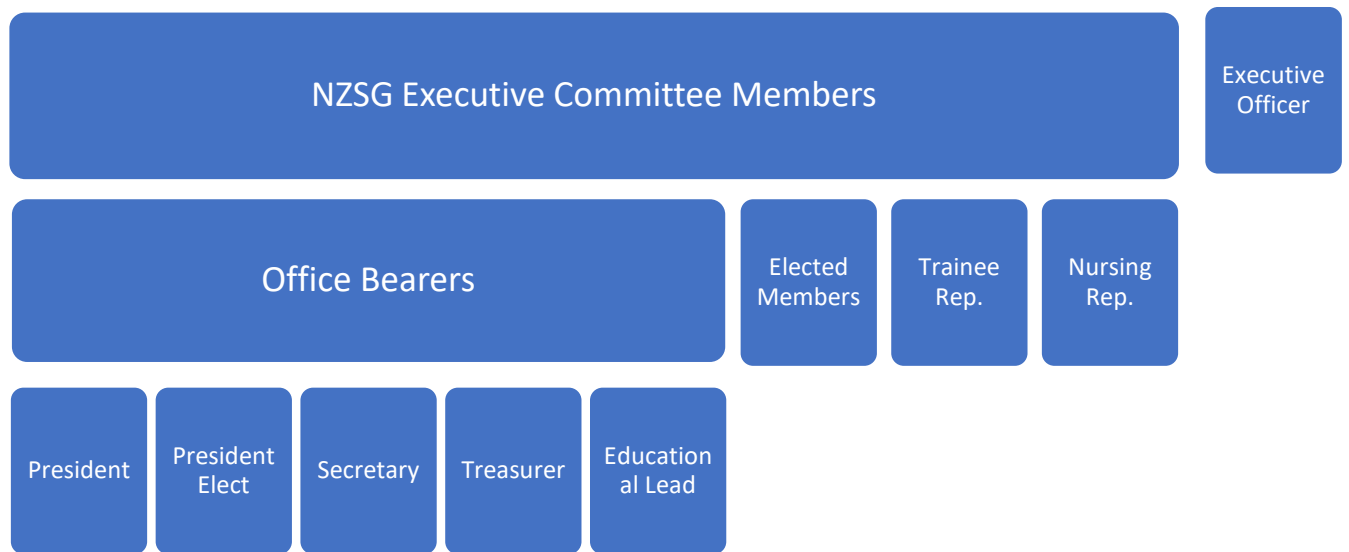 NZSG Executive Committee Members
Executive
Officer
Office Bearers
Elected
Members
Trainee
Rep.
Nursing
Rep.
President
President
Elect
Secretary
Treasurer
Education
al Lead